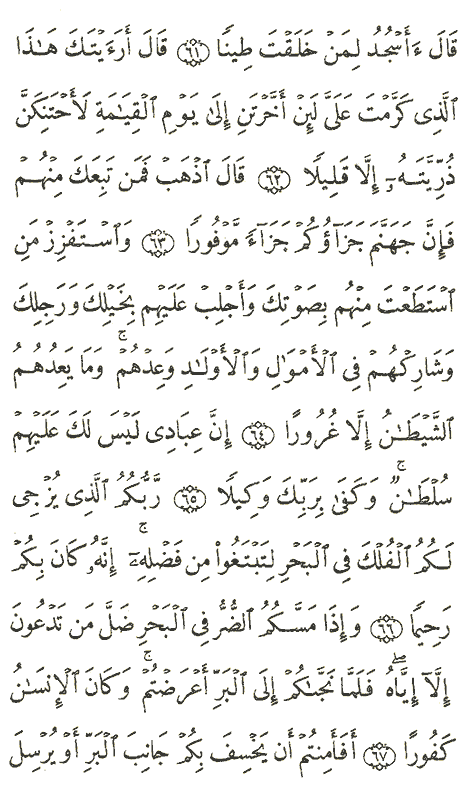 قَالَ ءَأَسْجُدُ لِمَنْ خَلَقْتَ طِينًا ﴿٦١﴾ قَالَ أَرَءَيْتَكَ هَـٰذَا
ٱلَّذِى كَرَّمْتَ عَلَىَّ لَئِنْ أَخَّرْتَنِ إِلَىٰ يَوْمِ ٱلْقِيَـٰمَةِ لَأَحْتَنِكَنَّ
ذُرِّيَّتَهُۥٓ إِلَّا قَلِيلًا ﴿٦٢﴾ قَالَ ٱذْهَبْ فَمَن تَبِعَكَ مِنْهُمْ
فَإِنَّ جَهَنَّمَ جَزَآؤُكُمْ جَزَآءً مَّوْفُورًا ﴿٦٣﴾ وَٱسْتَفْزِزْ مَنِ
ٱسْتَطَعْتَ مِنْهُم بِصَوْتِكَ وَأَجْلِبْ عَلَيْهِم بِخَيْلِكَ وَرَجِلِكَ
وَشَارِكْهُمْ فِى ٱلْأَمْوَٰلِ وَٱلْأَوْلَـٰدِ وَعِدْهُمْ ۚ وَمَا يَعِدُهُمُ
ٱلشَّيْطَـٰنُ إِلَّا غُرُورًا ﴿٦٤﴾ إِنَّ عِبَادِى لَيْسَ لَكَ عَلَيْهِمْ
سُلْطَـٰنٌ ۚ وَكَفَىٰ بِرَبِّكَ وَكِيلًا ﴿٦٥﴾ رَّبُّكُمُ ٱلَّذِى يُزْجِى
لَكُمُ ٱلْفُلْكَ فِى ٱلْبَحْرِ لِتَبْتَغُوا۟ مِن فَضْلِهِۦٓ ۚ إِنَّهُۥ كَانَ بِكُمْ
رَحِيمًا ﴿٦٦﴾ وَإِذَا مَسَّكُمُ ٱلضُّرُّ فِى ٱلْبَحْرِ ضَلَّ مَن تَدْعُونَ
إِلَّآ إِيَّاهُ ۖ فَلَمَّا نَجَّىٰكُمْ إِلَى ٱلْبَرِّ أَعْرَضْتُمْ ۚ وَكَانَ ٱلْإِنسَـٰنُ
كَفُورًا ﴿٦٧﴾ أَفَأَمِنتُمْ أَن يَخْسِفَ بِكُمْ جَانِبَ ٱلْبَرِّ أَوْ يُرْسِلَ